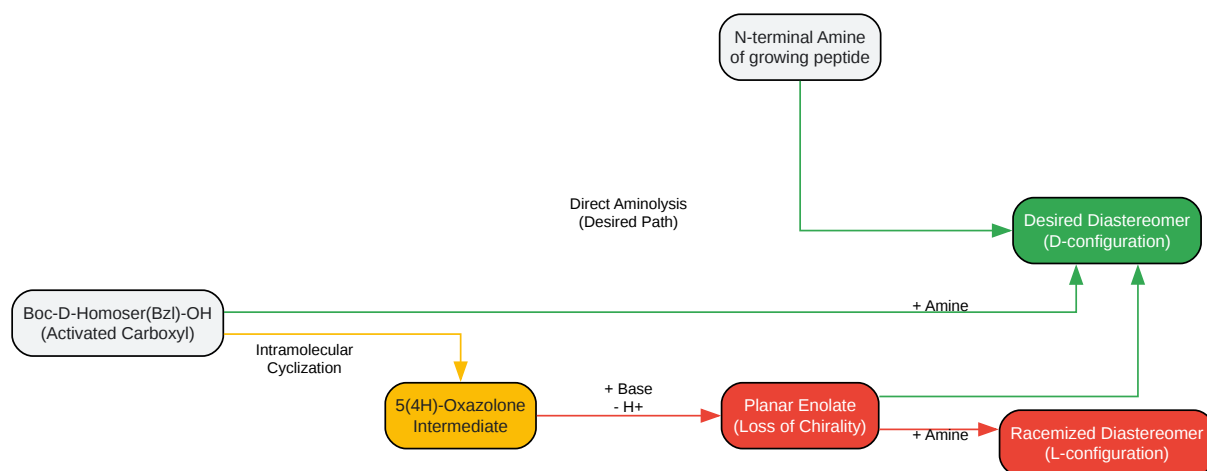 N-terminal Amine
of growing peptide
Direct Aminolysis
(Desired Path)
Desired Diastereomer
(D-configuration)
Boc-D-Homoser(Bzl)-OH
(Activated Carboxyl)
+ Amine
Intramolecular
Cyclization
5(4H)-Oxazolone
Intermediate
+ Base
- H+
Planar Enolate
(Loss of Chirality)
+ Amine
Racemized Diastereomer
(L-configuration)